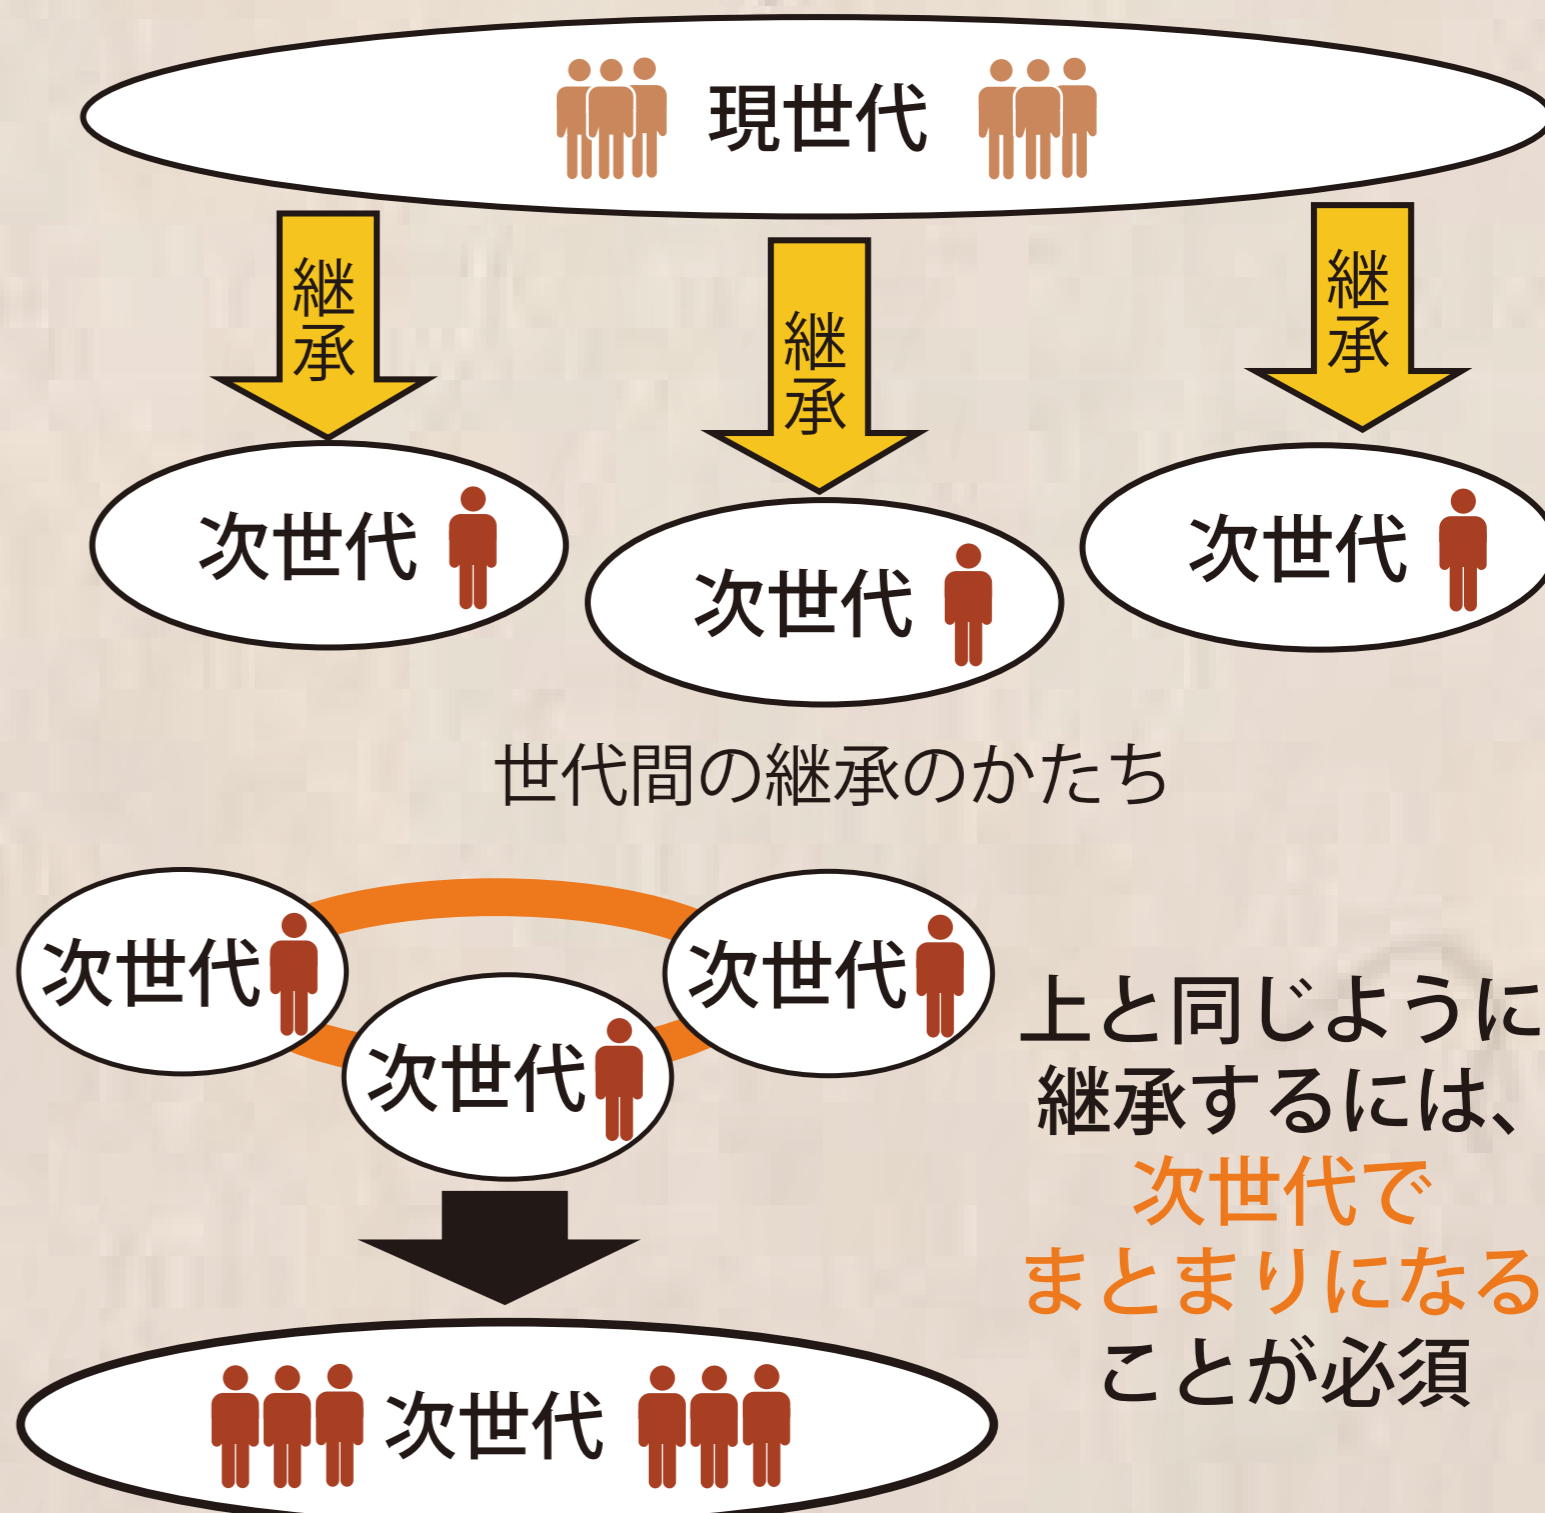 現世代
継承
継承
継承
次世代
次世代
次世代
世代間の継承のかたち
次世代
次世代
次世代
上と同じように
継承するには、
次世代で
まとまりになる
ことが必須
次世代